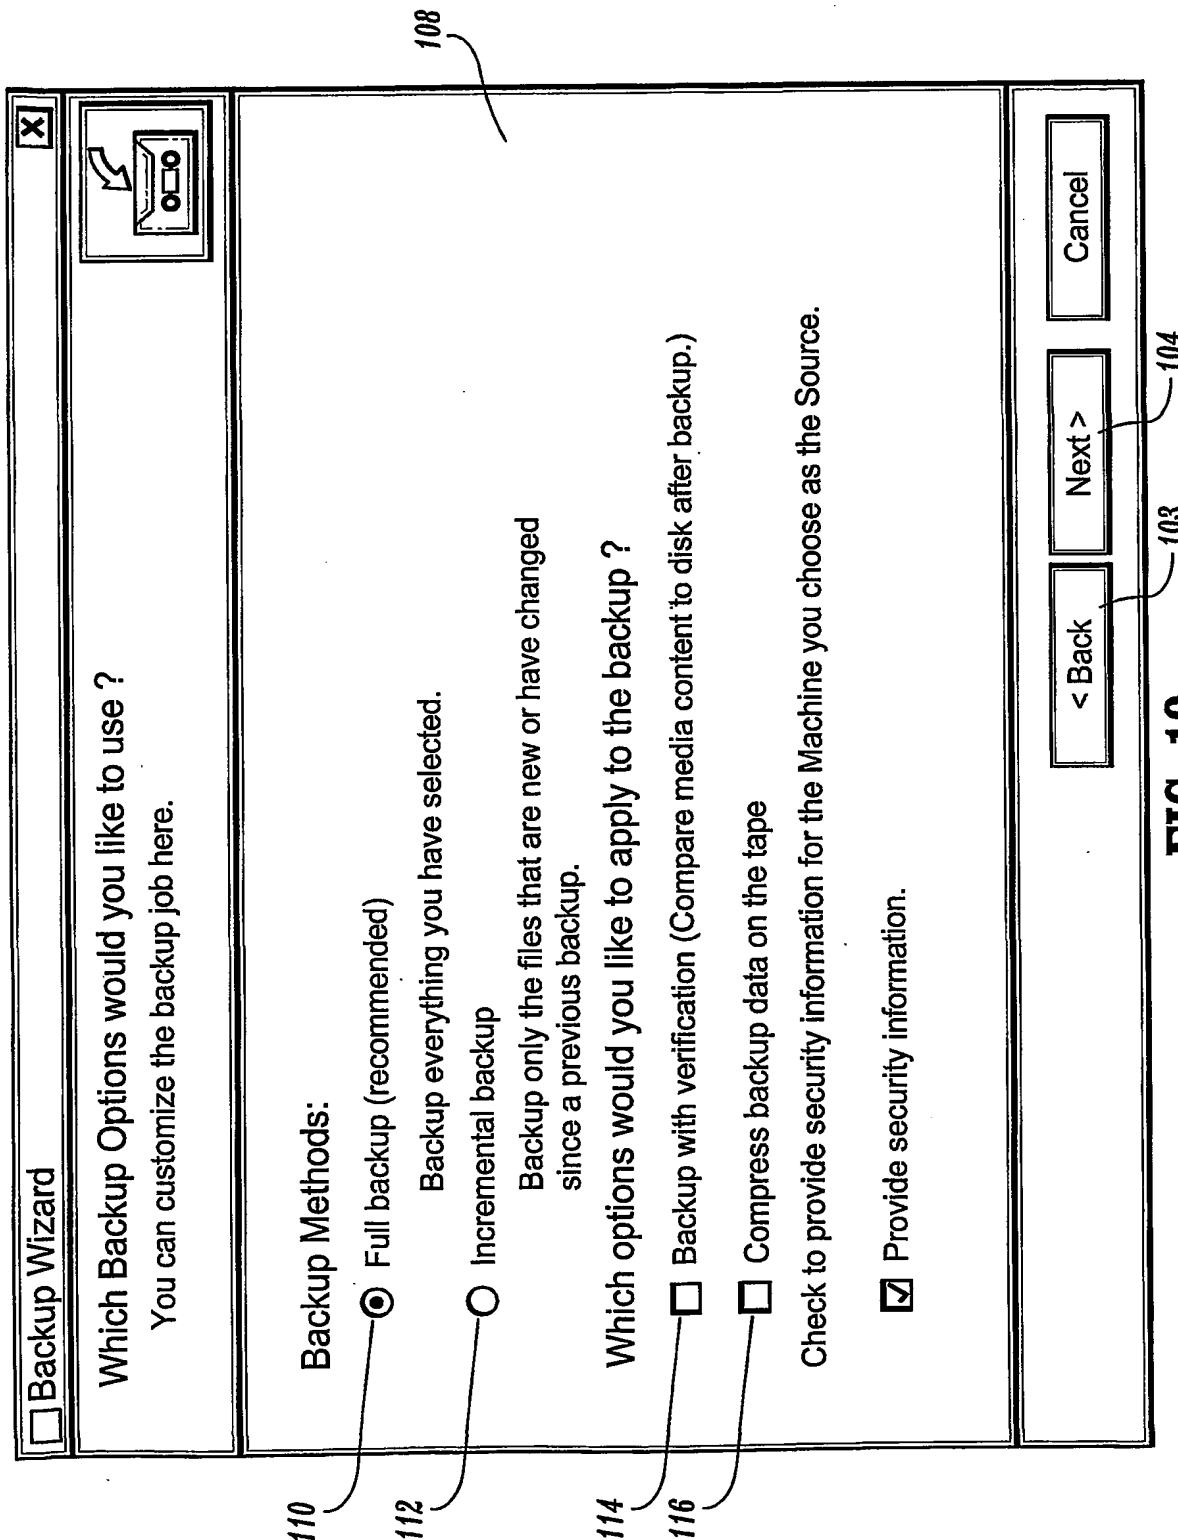 Backup Wizard
X
Which Backup Options would you like to use ?
You can customize the backup job here.
108
Backup Methods:
110
Full backup (recommended)
Backup everything you have selected.
112
Incremental backup
Backup only the files that are new or have changed
since a previous backup.
Which options would you like to apply to the backup ?
114
Backup with verification (Compare media content to disk after backup.)
116
Compress backup data on the tape
Check to provide security information for the Machine you choose as the Source.
Provide security information.
< Back
Next >
Cancel
103
104